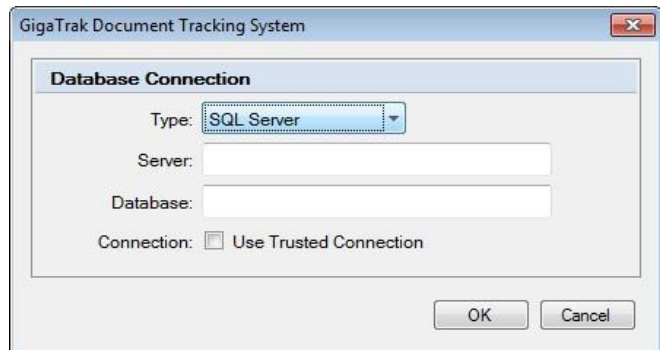 GigaTrak Document Tracking System
Database Connection
Type: SQL Server
Server:
Database:
Connection: Use Trusted Connection
OK Cancel